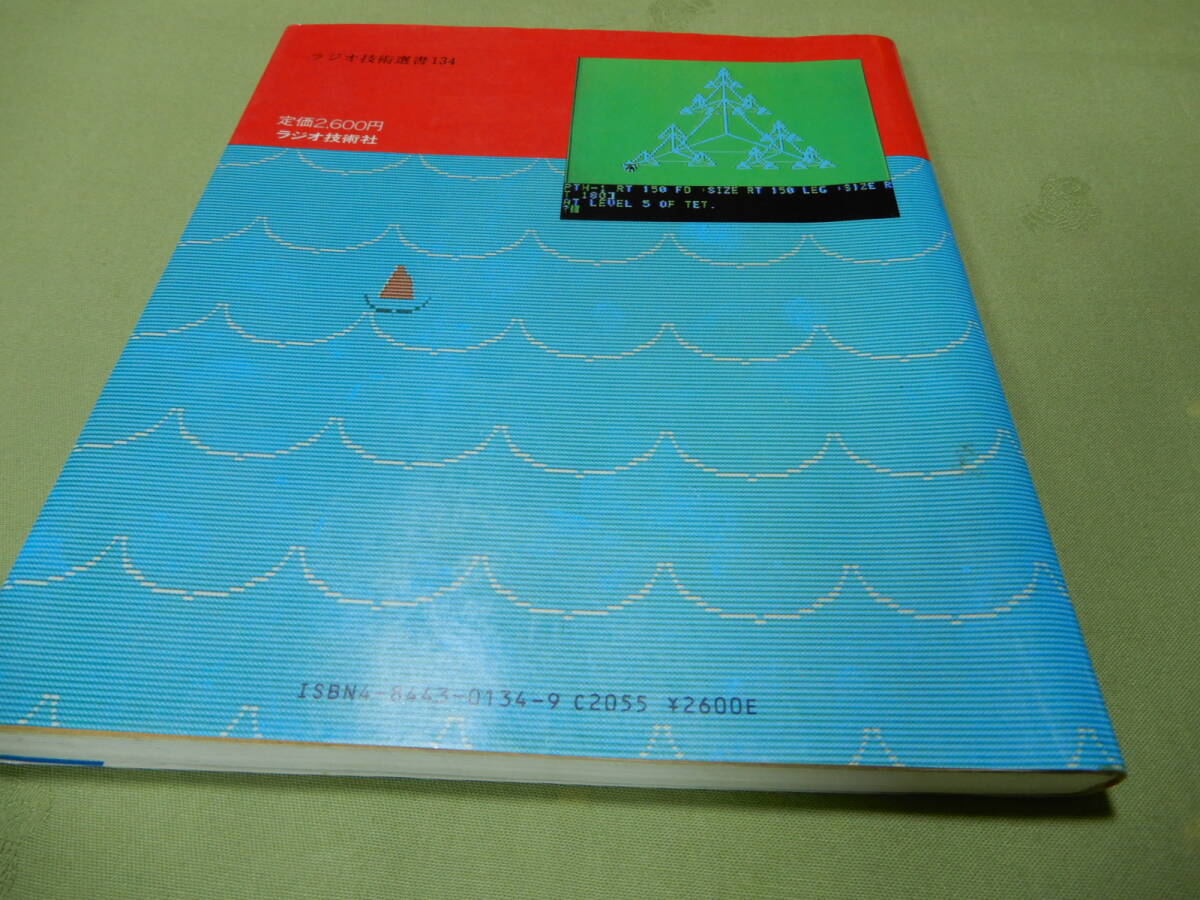 ラジオ技術選書134
定価2,600円
ラジオ技術社
PTH-1 RT 150 FD :SIZE RT 150 LEG :SIZE R
T 180]
AT LEVEL 5 OF TET.
?
ISBN4-8443-0134-9 C2055 ¥2600E